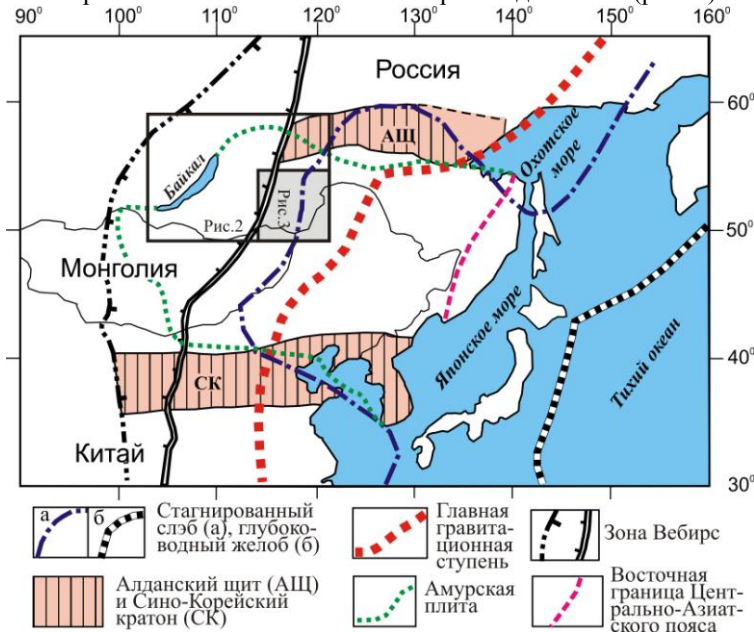 90⁰ 100⁰ 110⁰ 120⁰ 130⁰ 140⁰ 150⁰ 160⁰
Россия
60⁰
АЩ
Охотское
море
Байкал
Рис.3
Рис.2
50⁰
Монголия
Японское море
Тихий океан
40⁰
СК
Китай
30⁰
а б
Стагнированный
слэб (а), глубоко-
водный желоб (б)
Главная
гравита-
ционная
ступень
Зона Вебирс
Алданский щит (АЩ)
и Сино-Корейский
кратон (СК)
Амурская
плита
Восточная
граница Цент-
рально-Азиат-
ского пояса